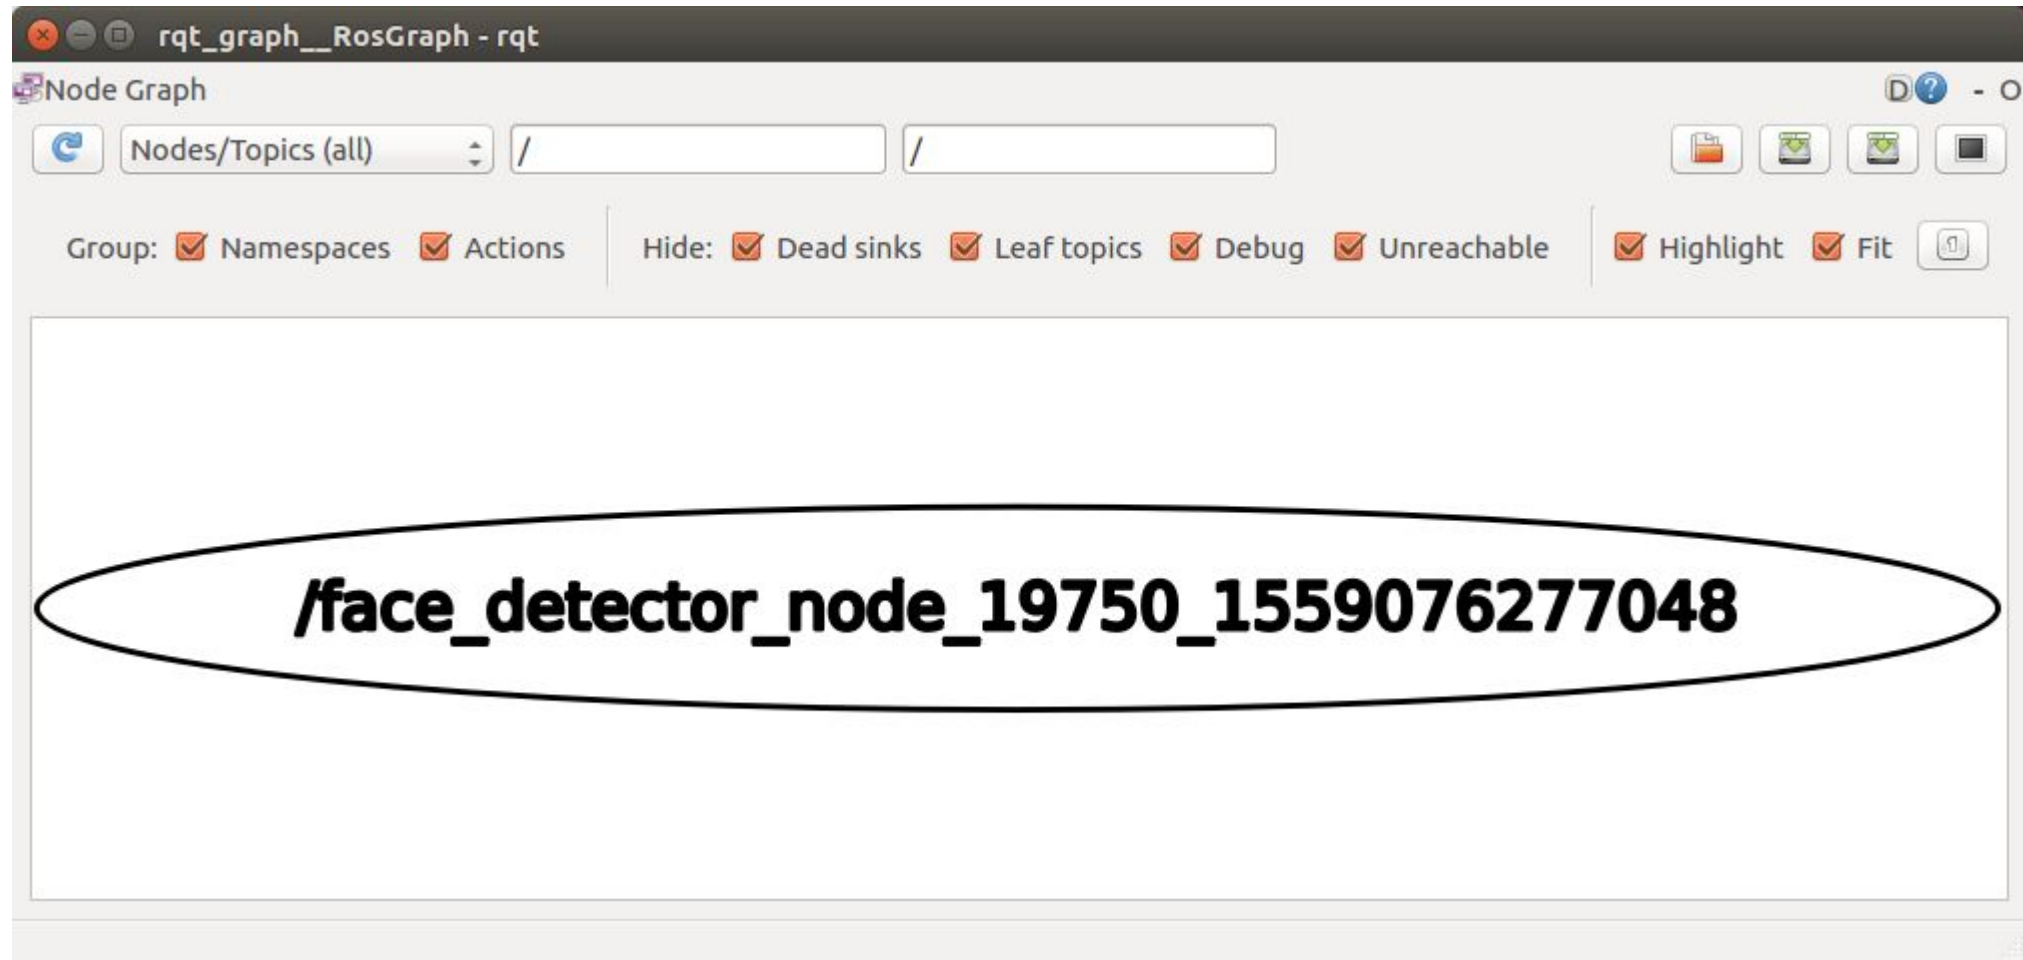 rqt_graph__RosGraph - rqt
Node Graph D ? - O
Nodes/Topics (all) / /
Group: Namespaces Actions Hide: Dead sinks Leaf topics Debug Unreachable Highlight Fit
/face_detector_node_19750_1559076277048